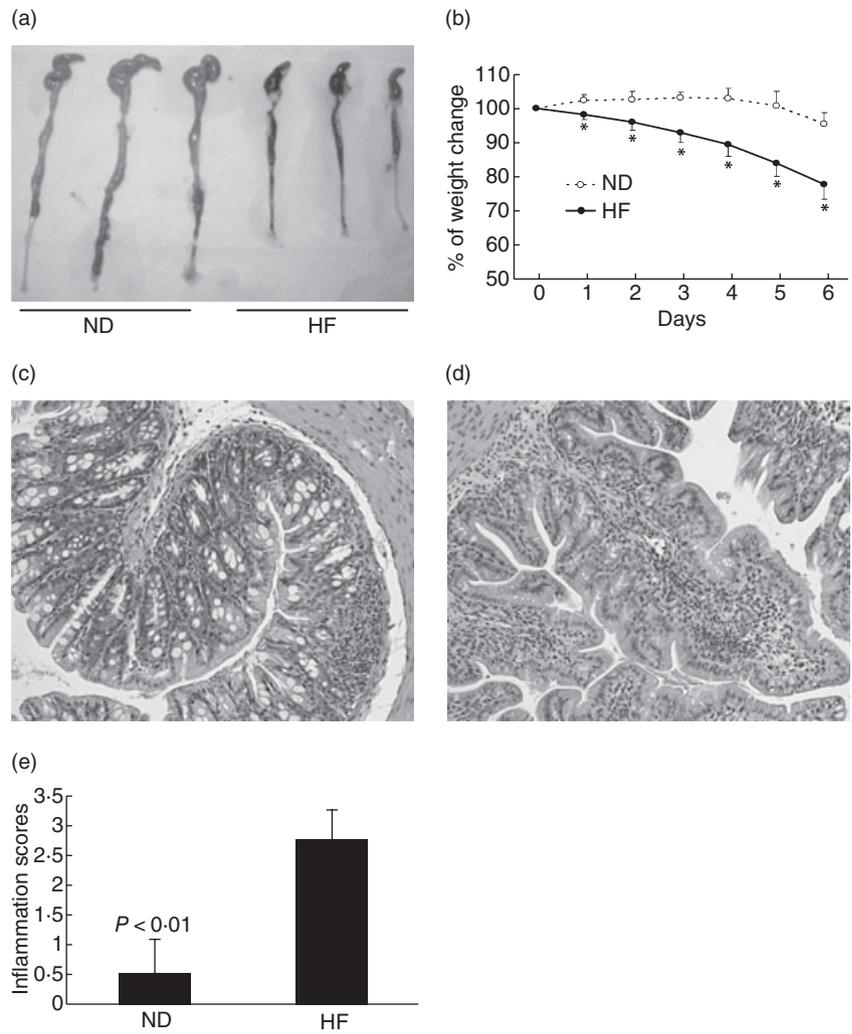 (a)
ND
HF
(b)
% of weight change
110
100
90
80
70
60
50
ND
HF
*
*
*
*
*
*
0 1 2 3 4 5 6
Days
(c)
(d)
(e)
Inflammation scores
3·5
3
2·5
2
1·5
1
0·5
0
P < 0·01
ND
HF